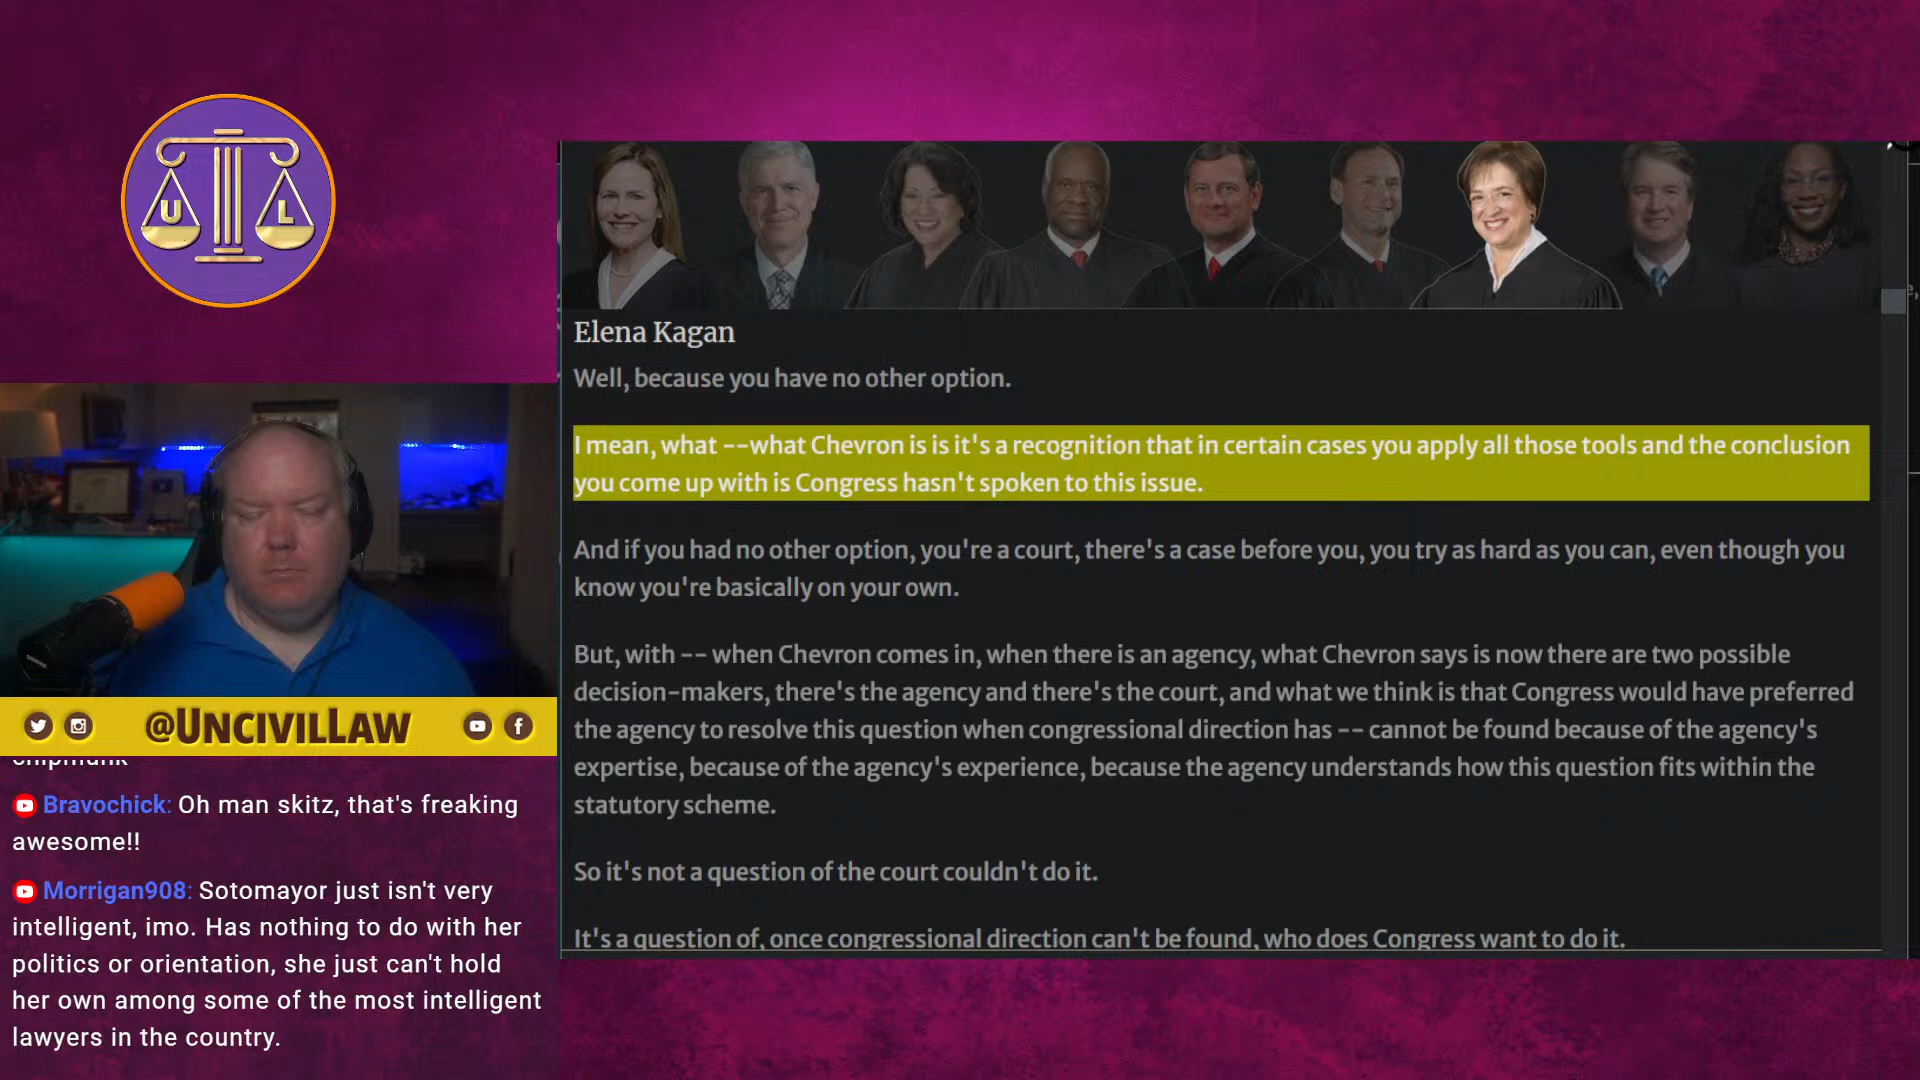 U L
Elena Kagan
Well, because you have no other option.
I mean, what --what Chevron is is it's a recognition that in certain cases you apply all those tools and the conclusion
you come up with is Congress hasn't spoken to this issue.
And if you had no other option, you're a court, there's a case before you, you try as hard as you can, even though you
know you're basically on your own.
But, with -- when Chevron comes in, when there is an agency, what Chevron says is now there are two possible
decision-makers, there's the agency and there's the court, and what we think is that Congress would have preferred
the agency to resolve this question when congressional direction has -- cannot be found because of the agency's
expertise, because of the agency's experience, because the agency understands how this question fits within the
statutory scheme.
So it's not a question of the court couldn't do it.
It's a question of, once congressional direction can't be found, who does Congress want to do it.
@UNCIVILLAW
chipmunk
Bravochick: Oh man skitz, that's freaking
awesome!!
Morrigan908: Sotomayor just isn't very
intelligent, imo. Has nothing to do with her
politics or orientation, she just can't hold
her own among some of the most intelligent
lawyers in the country.